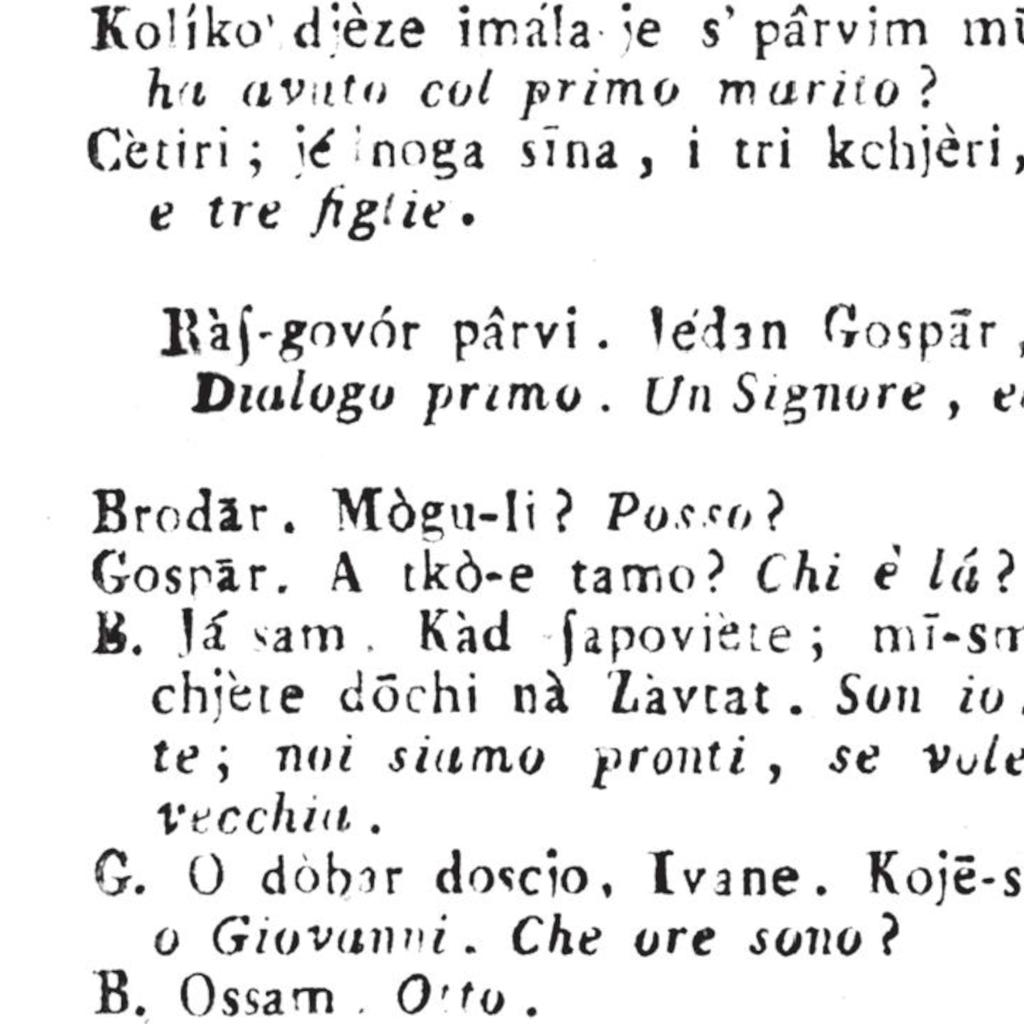 Kolíko djèze imála je s' pârvim
ha avuto col primo marito?
Cètiri; jé noga sīna, i tri kchjèri,
e tre figlie.
Ràʃ-govór pârvi. Iédan Gospār,
Dialogo primo. Un Signore,
Brodār. Mògu-li? Posso?
Gospār. A tkò-e tamo? Chi è lá?
B. Já sam. Kàd ʃapovjète; mī-sm
chjète dōchi nà Zàvtat. Son io
te; noi siamo pronti, se vole
vecchia.
G. O dòbar doscjo, Ivane. Kojē-s
o Giovanni. Che ore sono?
B. Ossam. Otto.